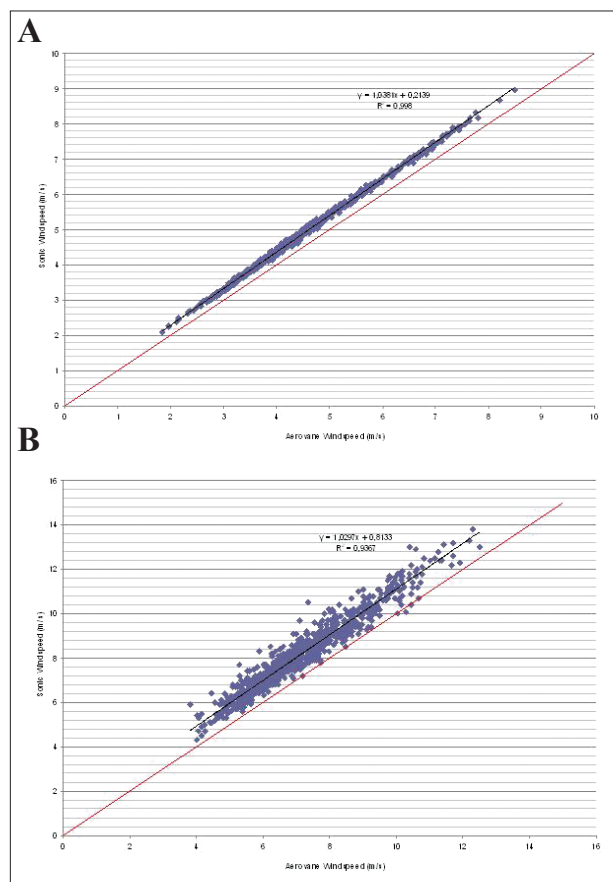 A
10
9
8
7
6
5
4
3
2
1
0
Sonic Windspeed (m/s)
y = 1,0381x + 0,2139
R² = 0,998
0 1 2 3 4 5 6 7 8 9 10
Aerovane Windspeed (m/s)
B
16
14
12
10
8
6
4
2
0
Sonic Windspeed (m/s)
y = 1,0297x + 0,8133
R² = 0,9367
0 2 4 6 8 10 12 14 16
Aerovane Windspeed (m/s)